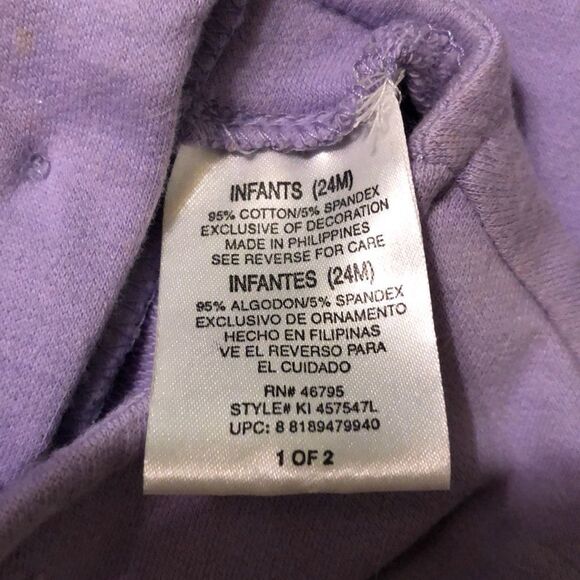 INFANTS (24M)
95% COTTON/5% SPANDEX
EXCLUSIVE OF DECORATION
MADE IN PHILIPPINES
SEE REVERSE FOR CARE
INFANTES (24M)
95% ALGODON/5% SPANDEX
EXCLUSIVO DE ORNAMENTO
HECHO EN FILIPINAS
VE EL REVERSO PARA
EL CUIDADO
RN# 46795
STYLE# KI 457547L
UPC: 8 8189479940
1 OF 2